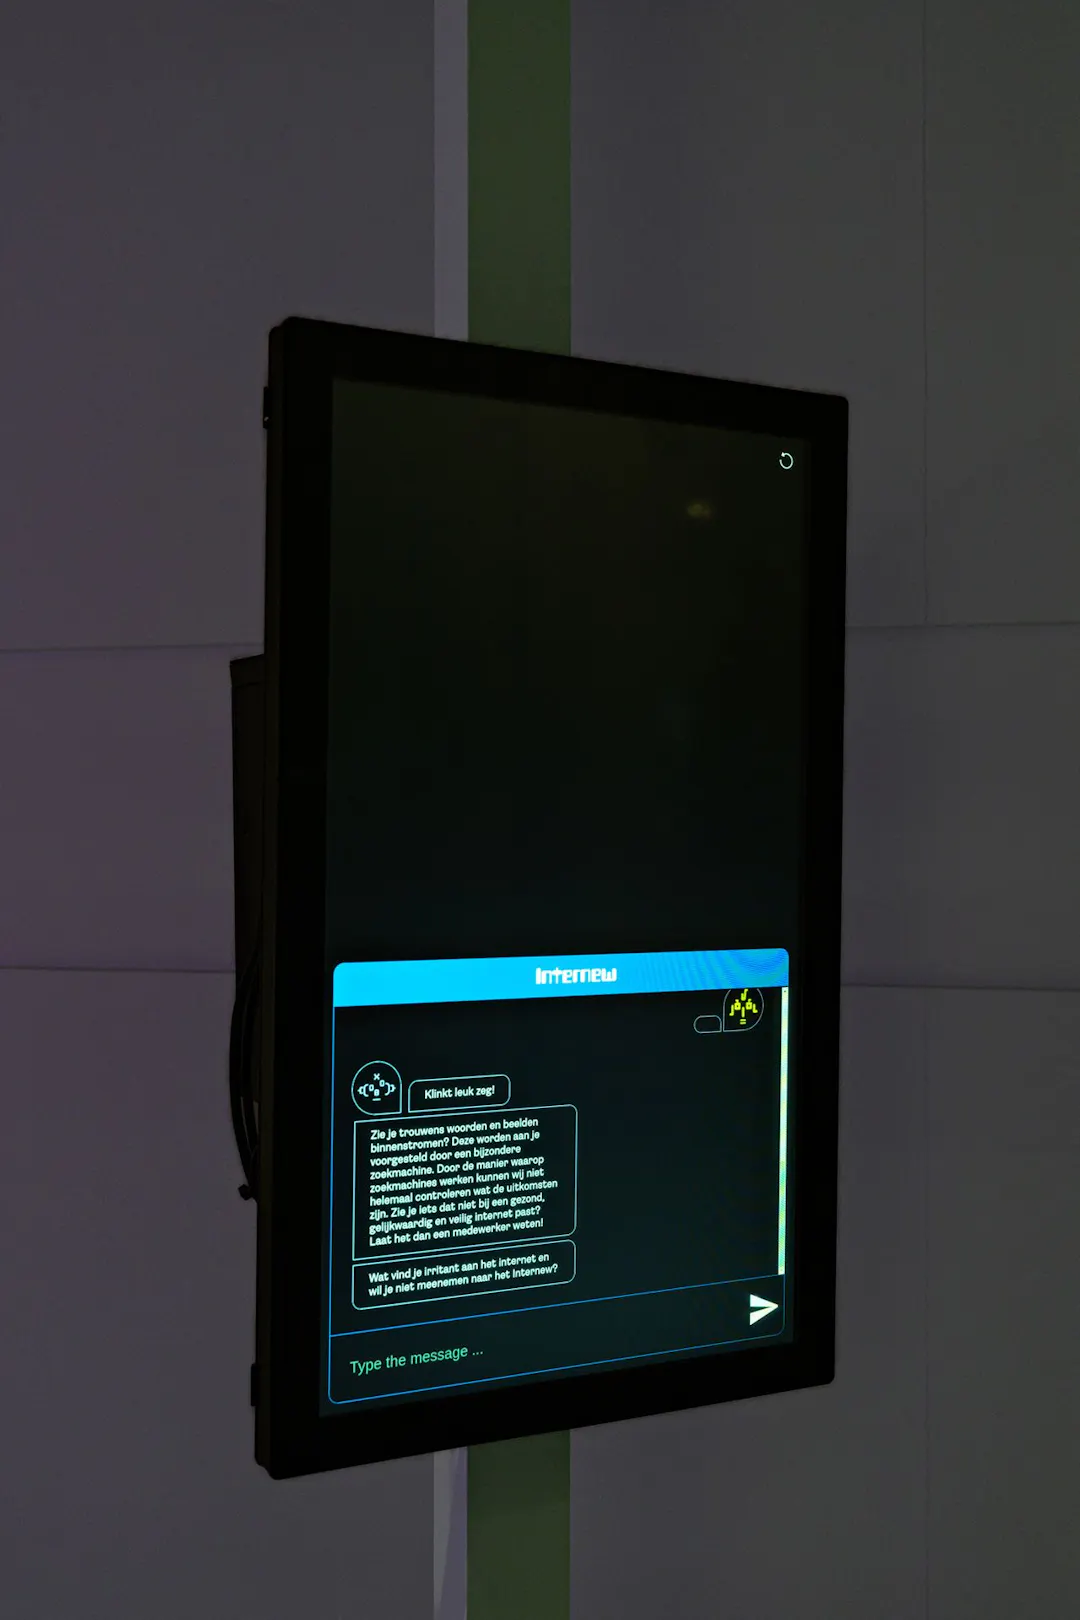 Internew
Klinkt leuk zeg!
Zie je trouwens woorden en beelden
binnenstromen? Deze worden aan je
voorgesteld door een bijzondere
zoekmachine. Door de manier waarop
zoekmachines werken kunnen wij niet
helemaal controleren wat de uitkomsten
zijn. Zie je iets dat niet bij een gezond,
gelijkwaardig en veilig internet past?
Laat het dan een medewerker weten!
Wat vind je irritant aan het internet en
wil je niet meenemen naar het Internew?
Type the message ...